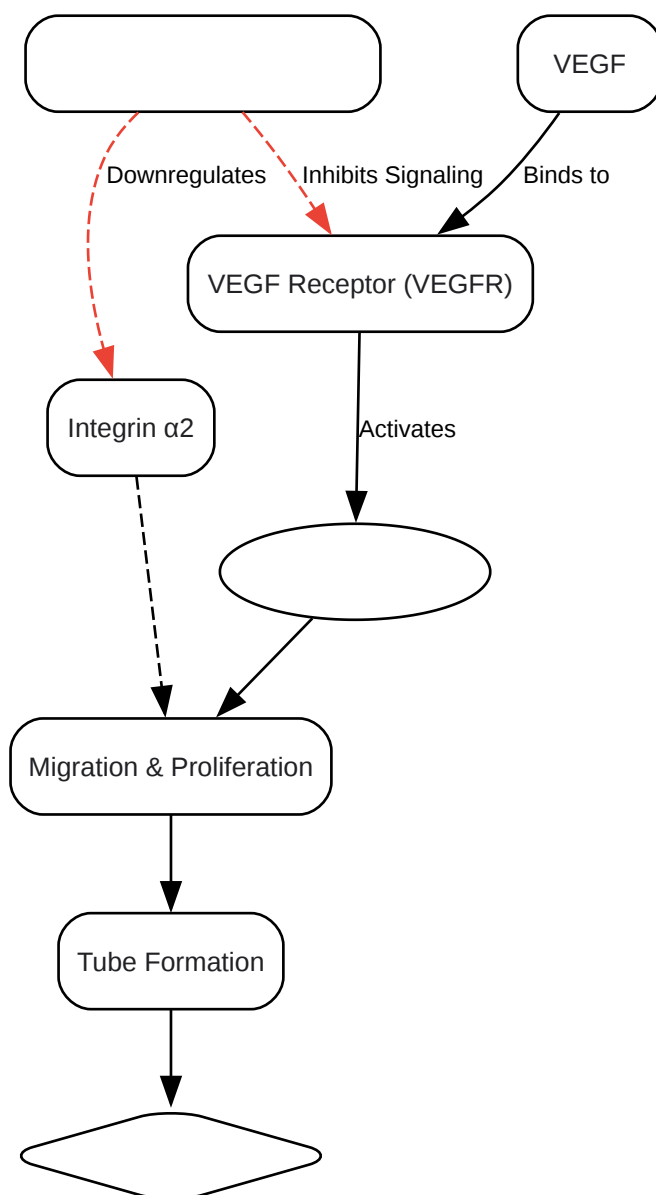 VEGF
Downregulates
Inhibits Signaling
Binds to
VEGF Receptor (VEGFR)
Integrin α2
Activates
Migration & Proliferation
Tube Formation